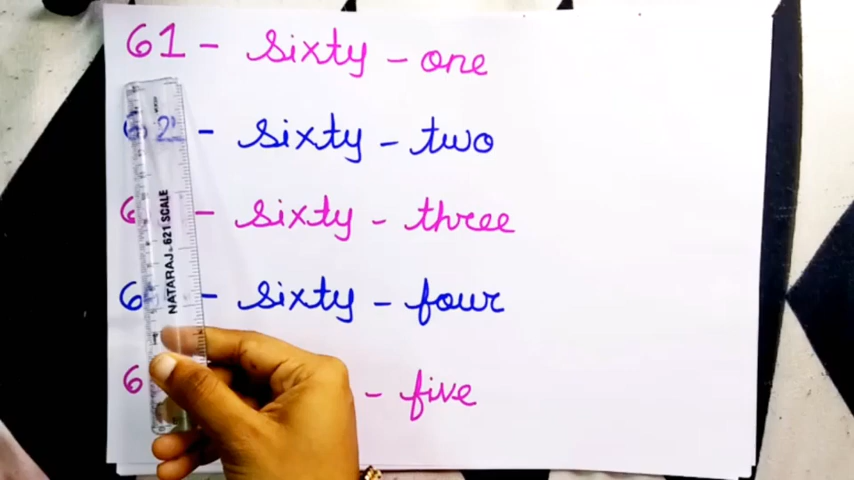 61 - sixty - one
62 - sixty - two
6 - sixty - three
6 - sixty - four
6 - five
NATARAJ 621 SCALE